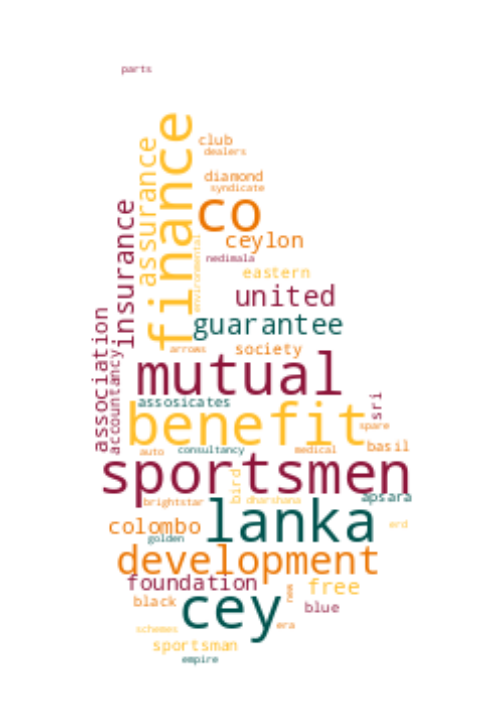 parts
club
dealers
finance
assurance
diamond
syndicate
co
insurance
ceylon
environmental
nedimala
eastern
united
guarantee
association
accountancy
arrows
society
mutual
sri
assosicates
benefit
spare
auto
consultancy
medical
basil
sportsmen
bird
brightstar
dharshana
apsara
lanka
colombo
erd
golden
development
foundation
free
new
black
cey
blue
era
schemes
sportsman
empire